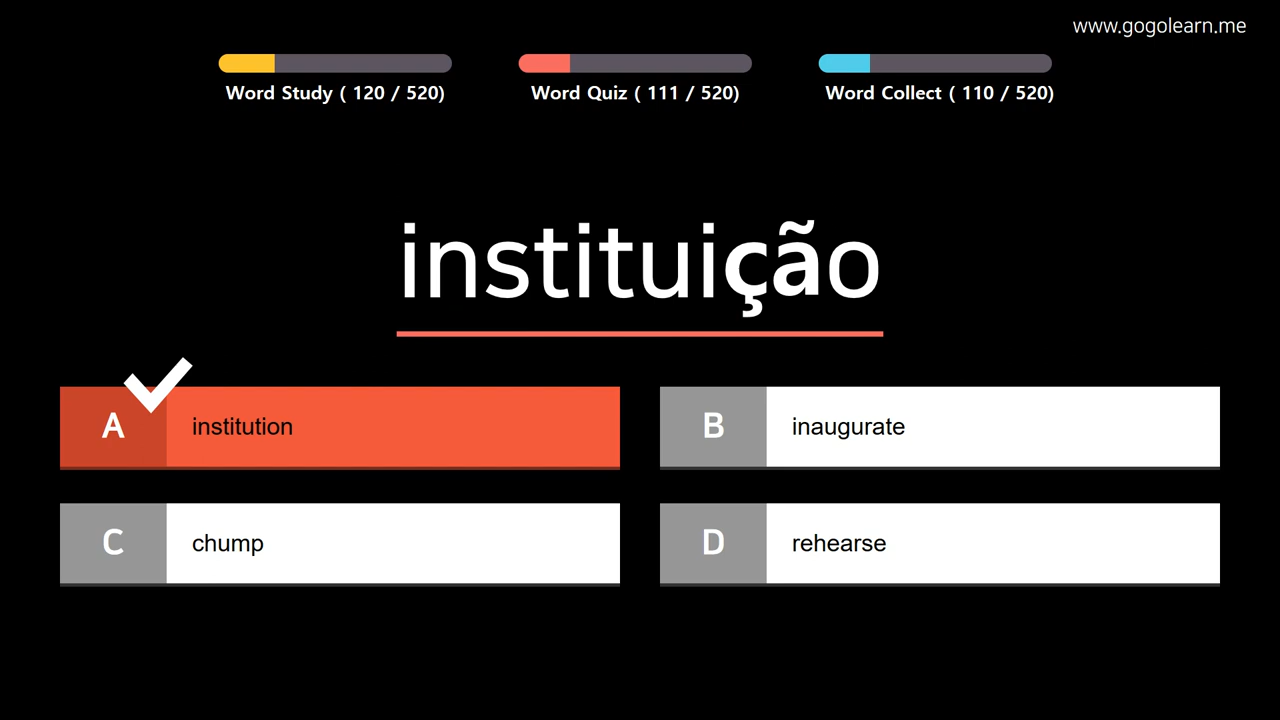 www.gogolearn.me
Word Study ( 120 / 520)
Word Quiz ( 111 / 520)
Word Collect ( 110 / 520)
instituição
A institution
B inaugurate
C chump
D rehearse